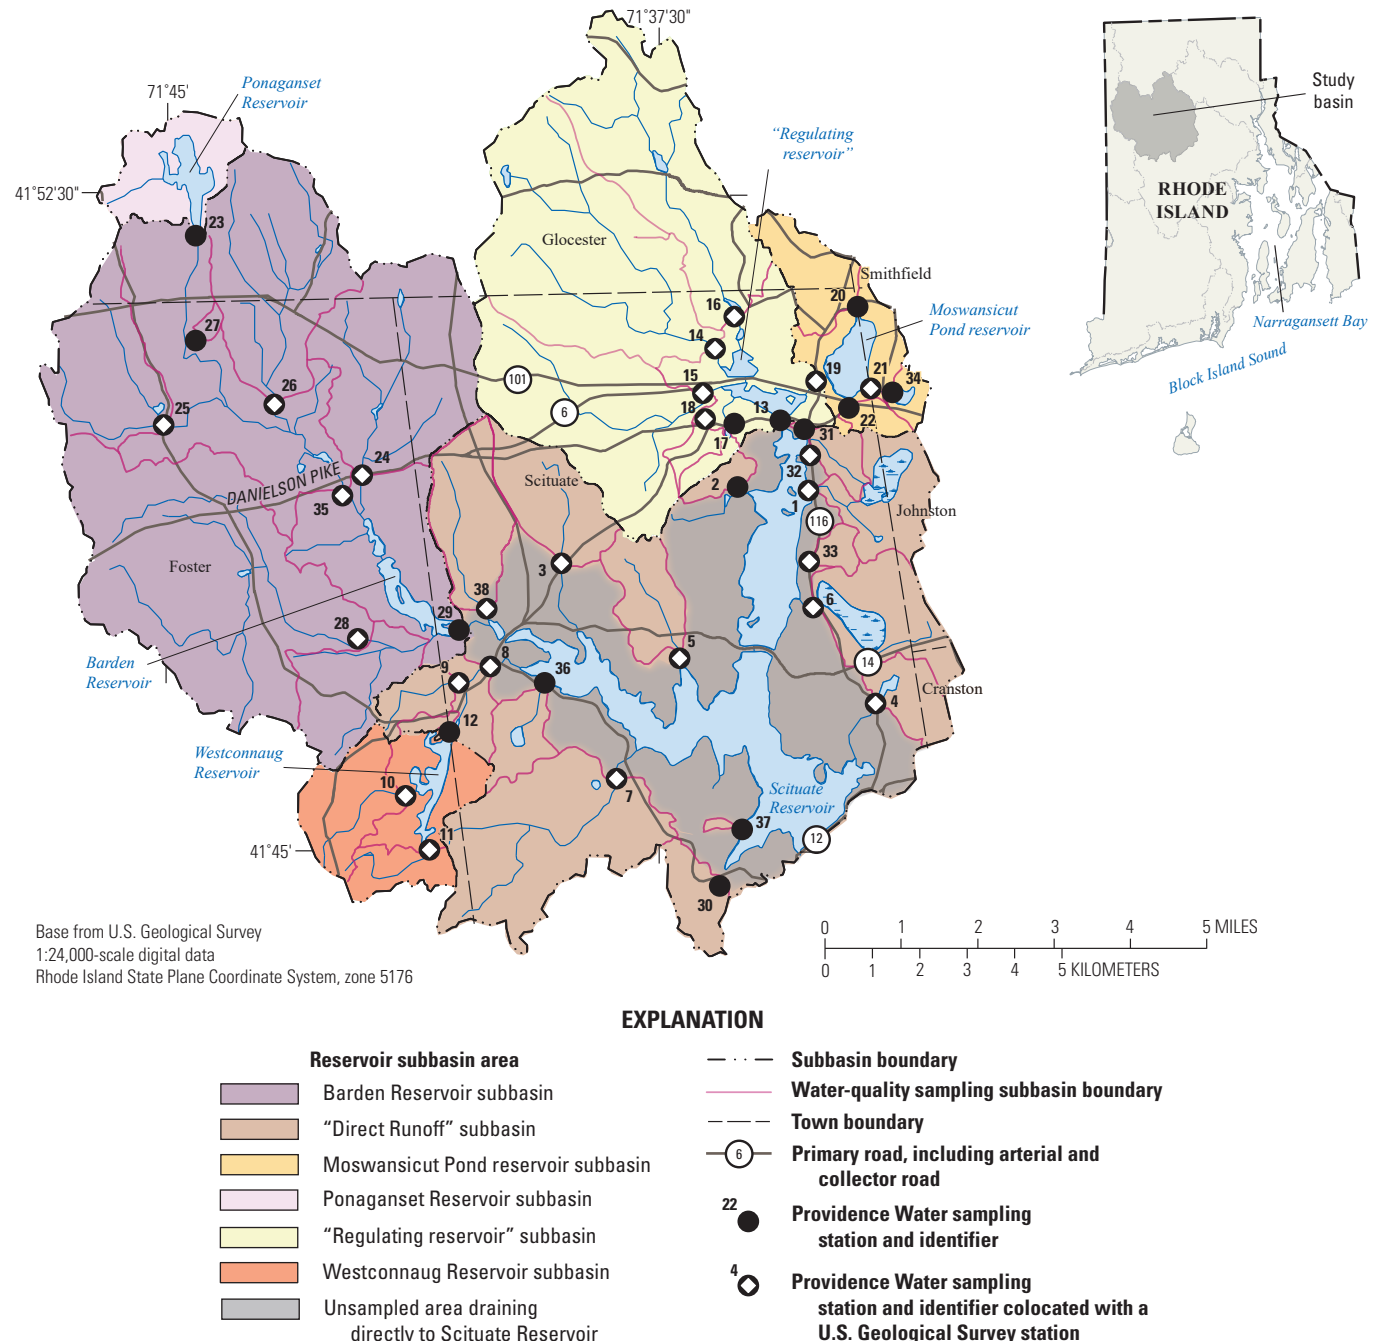 71°37'30"
Ponaganset
Reservoir
71°45'
Study
basin
"Regulating
reservoir"
41°52'30"
RHODE
ISLAND
23
Glocester
Smithfield
20
16
Moswansicut
Pond reservoir
Narragansett Bay
27
14
Block Island Sound
19
21
34
101
15
26
6
18
13
22
25
17
31
24
32
DANIELSON PIKE
Scituate
2
35
1
116
Johnston
33
Foster
3
38
6
29
28
5
14
8
9
36
Barden
Reservoir
Cranston
4
12
Westconnaug
Reservoir
10
7
Scituate
Reservoir
37
12
11
41°45'
30
Base from U.S. Geological Survey
1:24,000-scale digital data
Rhode Island State Plane Coordinate System, zone 5176
0 1 2 3 4 5 MILES
0 1 2 3 4 5 KILOMETERS
EXPLANATION
Reservoir subbasin area
Barden Reservoir subbasin
"Direct Runoff" subbasin
Moswansicut Pond reservoir subbasin
Ponaganset Reservoir subbasin
"Regulating reservoir" subbasin
Westconnaug Reservoir subbasin
Unsampled area draining
directly to Scituate Reservoir
Subbasin boundary
Water-quality sampling subbasin boundary
Town boundary
6
Primary road, including arterial and
collector road
22
Providence Water sampling
station and identifier
4
Providence Water sampling
station and identifier colocated with a
U.S. Geological Survey station